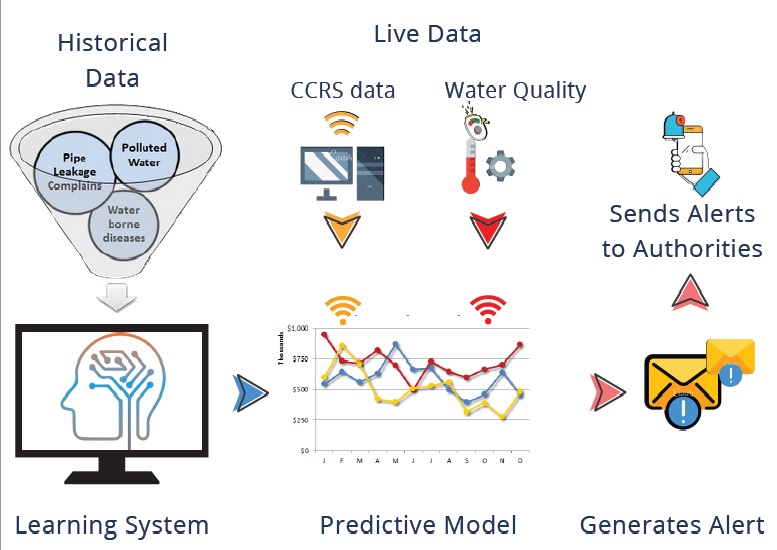 Historical
Data
Live Data
CCRS data
Water Quality
Pipe
Leakage
Complains
Polluted
Water
Water
borne
diseases
Sends Alerts
to Authorities
Thousands
$1,000
$750
$500
$250
$0
J F M A M J J A S O N D
Learning System
Predictive Model
Generates Alert